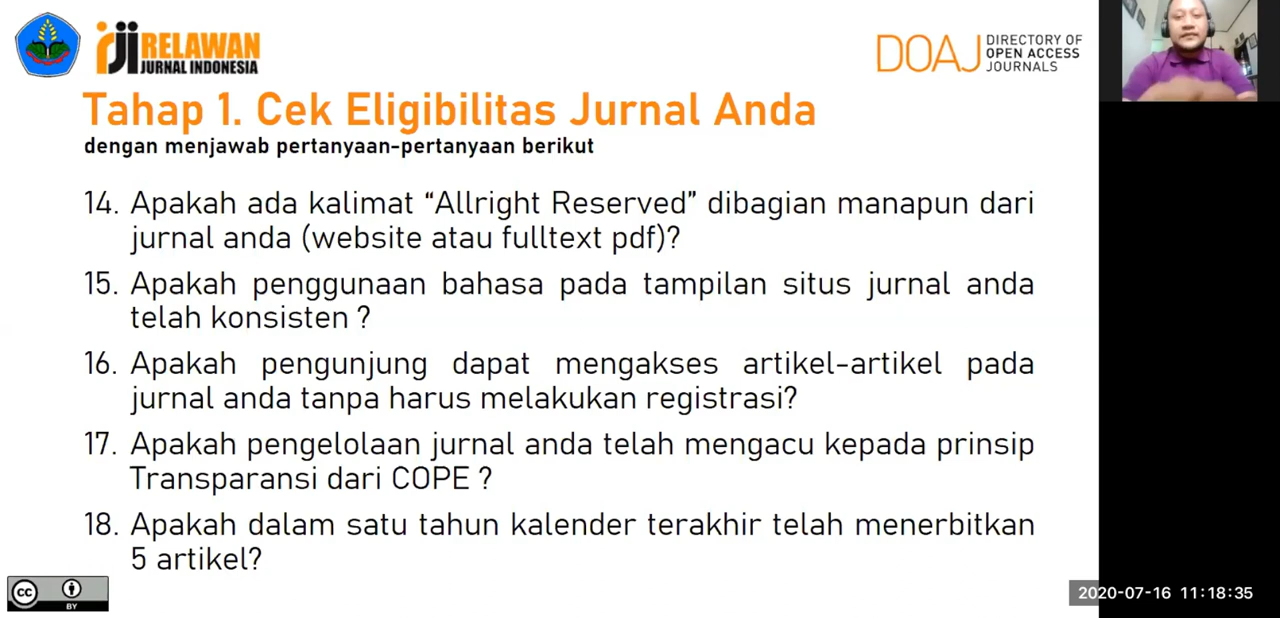 RJI RELAWAN
JURNAL INDONESIA
DOAJ DIRECTORY OF
OPEN ACCESS
JOURNALS
Tahap 1. Cek Eligibilitas Jurnal Anda
dengan menjawab pertanyaan-pertanyaan berikut
14. Apakah ada kalimat “Allright Reserved” dibagian manapun dari
jurnal anda (website atau fulltext pdf)?
15. Apakah penggunaan bahasa pada tampilan situs jurnal anda
telah konsisten ?
16. Apakah pengunjung dapat mengakses artikel-artikel pada
jurnal anda tanpa harus melakukan registrasi?
17. Apakah pengelolaan jurnal anda telah mengacu kepada prinsip
Transparansi dari COPE ?
18. Apakah dalam satu tahun kalender terakhir telah menerbitkan
5 artikel?
cc
BY
2020-07-16 11:18:35